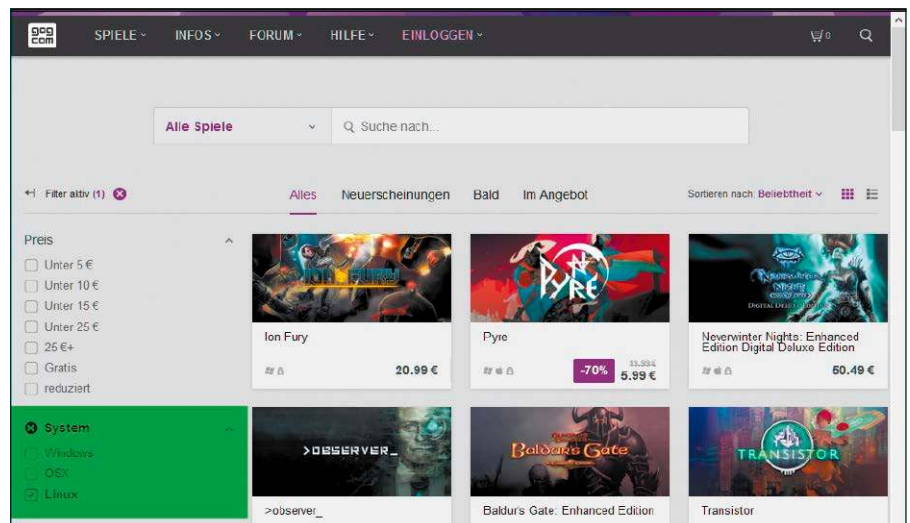 gog com
SPIELE INFOS FORUM HILFE EINLOGGEN 0
Alle Spiele Suche nach...
Filter aktiv (1) Alles Neuerscheinungen Bald Im Angebot Sortieren nach: Beliebtheit
Preis
Unter 5 €
Unter 10 €
Unter 15 €
Unter 25 €
25 €+
Gratis
reduziert
System
Windows
OSX
Linux
ION FURY
Ion Fury
20.99 €
PYRE
Pyre
-70% 5.99 €
NEVERWINTER NIGHTS
DIGITAL DELUXE EDITION
Neverwinter Nights: Enhanced
Edition Digital Deluxe Edition
60.49 €
>OBSERVER_
>observer_
Baldur's Gate
Baldur's Gate: Enhanced Edition
TRANSISTOR
Transistor